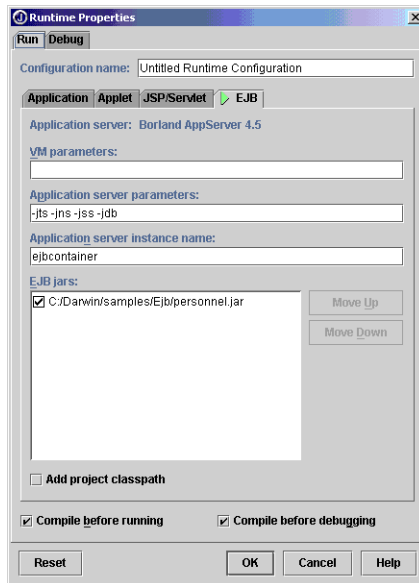 Runtime Properties
Run Debug
Configuration name: Untitled Runtime Configuration
Application Applet JSP/Servlet EJB
Application server: Borland AppServer 4.5
VM parameters:
Application server parameters:
-jts -jns -jss -jdb
Application server instance name:
ejbcontainer
EJB jars:
C:/Darwin/samples/Ejb/personnel.jar
Move Up
Move Down
Add project classpath
Compile before running Compile before debugging
Reset OK Cancel Help